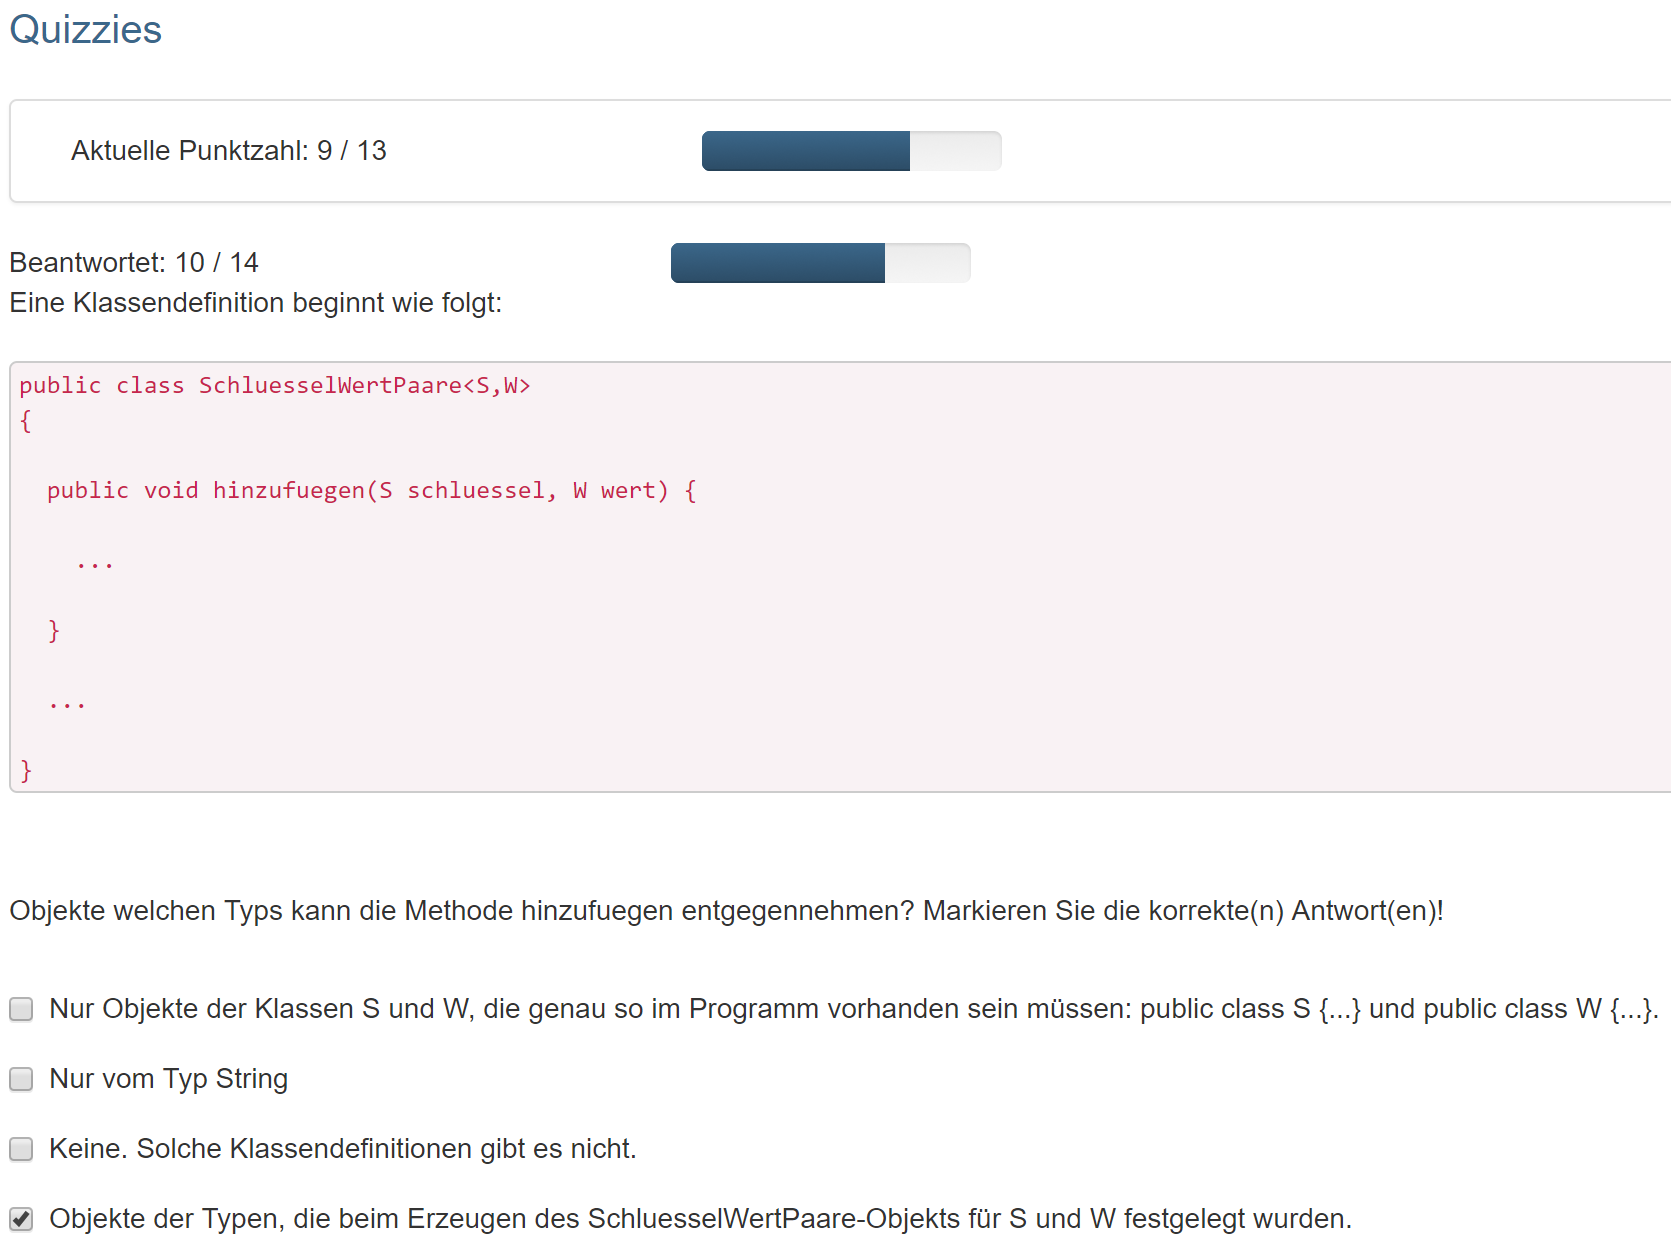 Quizzies
Aktuelle Punktzahl: 9 / 13
Beantwortet: 10 / 14
Eine Klassendefinition beginnt wie folgt:
public class SchluesselWertPaare<S,W>
{
public void hinzufuegen(S schluessel, W wert) {
...
}
...
}
Objekte welchen Typs kann die Methode hinzufuegen entgegennehmen? Markieren Sie die korrekte(n) Antwort(en)!
Nur Objekte der Klassen S und W, die genau so im Programm vorhanden sein müssen: public class S {...} und public class W {...}.
Nur vom Typ String
Keine. Solche Klassendefinitionen gibt es nicht.
Objekte der Typen, die beim Erzeugen des SchluesselWertPaare-Objekts für S und W festgelegt wurden.